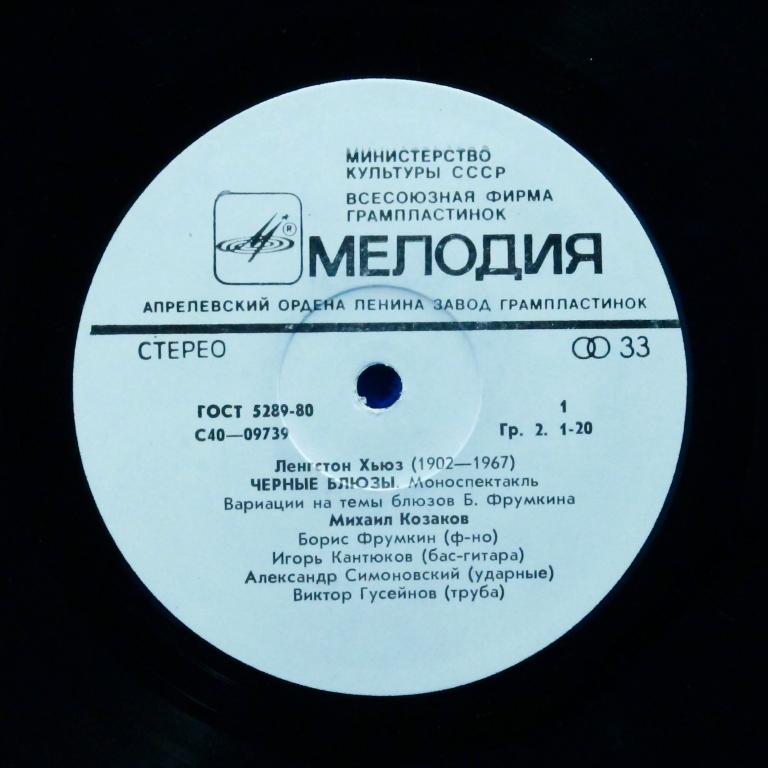 МИНИСТЕРСТВО
КУЛЬТУРЫ СССР
ВСЕСОЮЗНАЯ ФИРМА
ГРАМПЛАСТИНОК
® МЕЛОДИЯ
АПРЕЛЕВСКИЙ ОРДЕНА ЛЕНИНА ЗАВОД ГРАМПЛАСТИНОК
СТЕРЕО 33
ГОСТ 5289-80 1
С40—09739 Гр. 2. 1-20
Ленгстон Хьюз (1902—1967)
ЧЕРНЫЕ БЛЮЗЫ. Моноспектакль
Вариации на темы блюзов Б. Фрумкина
Михаил Козаков
Борис Фрумкин (ф-но)
Игорь Кантюков (бас-гитара)
Александр Симоновский (ударные)
Виктор Гусейнов (труба)